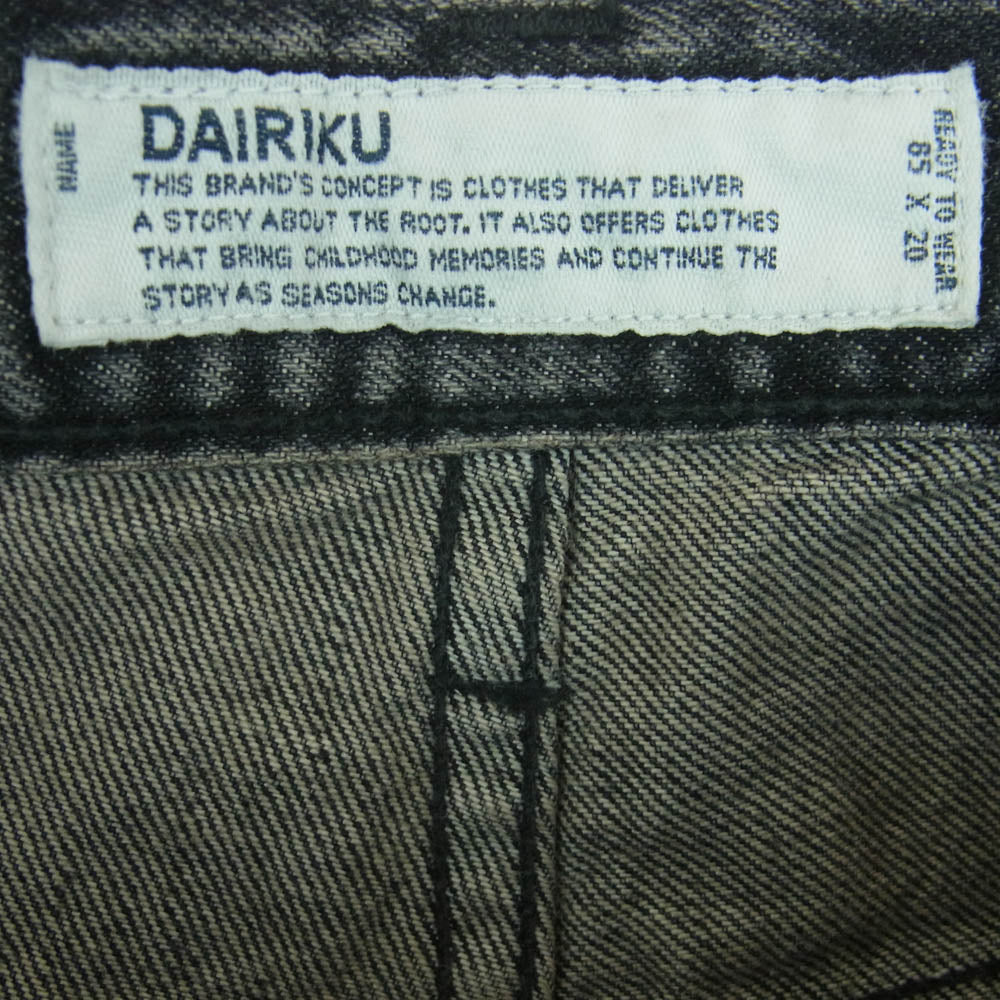 NAME
DAIRIKU
THIS BRAND'S CONCEPT IS CLOTHES THAT DELIVER
A STORY ABOUT THE ROOT. IT ALSO OFFERS CLOTHES
THAT BRING CHILDHOOD MEMORIES AND CONTINUE THE
STORY AS SEASONS CHANGE.
READY TO WEAR
65 X 20